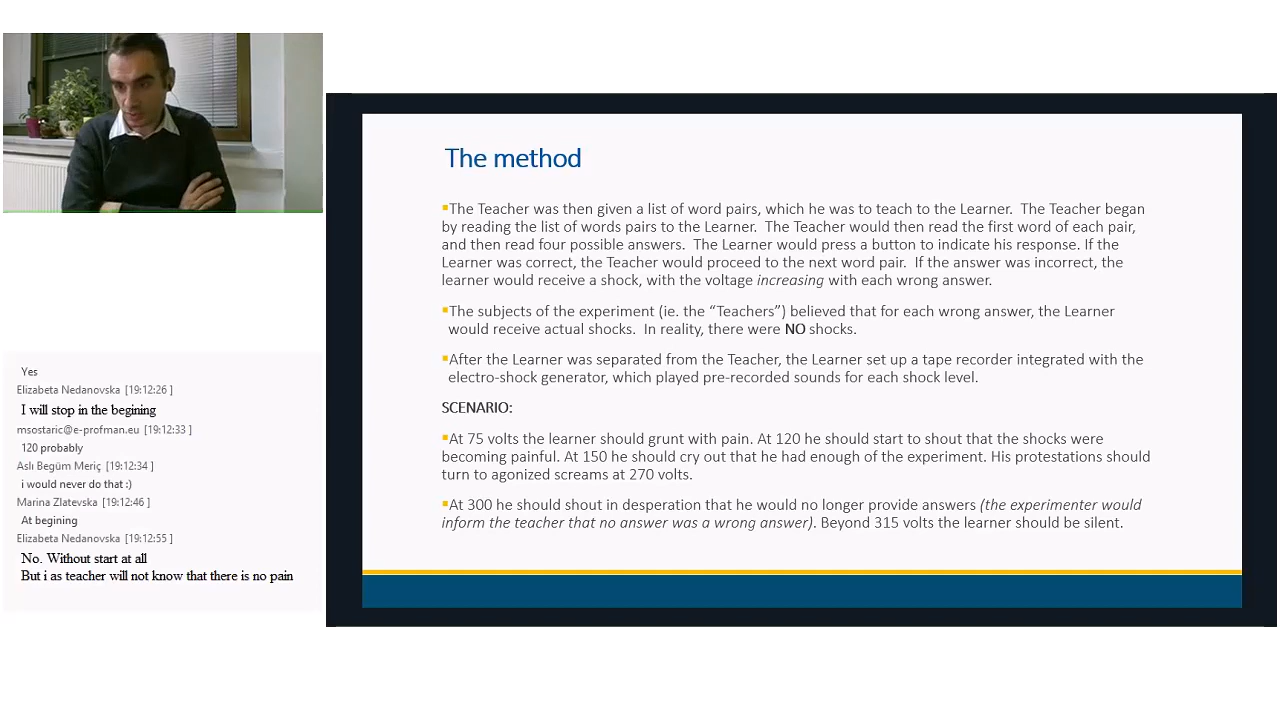 The method
▪The Teacher was then given a list of word pairs, which he was to teach to the Learner.  The Teacher began
by reading the list of words pairs to the Learner.  The Teacher would then read the first word of each pair,
and then read four possible answers.  The Learner would press a button to indicate his response. If the
Learner was correct, the Teacher would proceed to the next word pair.  If the answer was incorrect, the
learner would receive a shock, with the voltage increasing with each wrong answer.
▪The subjects of the experiment (ie. the “Teachers”) believed that for each wrong answer, the Learner
would receive actual shocks.  In reality, there were NO shocks.
▪After the Learner was separated from the Teacher, the Learner set up a tape recorder integrated with the
electro-shock generator, which played pre-recorded sounds for each shock level.
SCENARIO:
▪At 75 volts the learner should grunt with pain. At 120 he should start to shout that the shocks were
becoming painful. At 150 he should cry out that he had enough of the experiment. His protestations should
turn to agonized screams at 270 volts.
▪At 300 he should shout in desperation that he would no longer provide answers (the experimenter would
inform the teacher that no answer was a wrong answer). Beyond 315 volts the learner should be silent.
Yes
Elizabeta Nedanovska [19:12:26 ]
I will stop in the begining
msostaric@e-profman.eu [19:12:33 ]
120 probably
Aslı Begüm Meriç [19:12:34 ]
i would never do that :)
Marina Zlatevska [19:12:46 ]
At begining
Elizabeta Nedanovska [19:12:55 ]
No. Without start at all
But i as teacher will not know that there is no pain